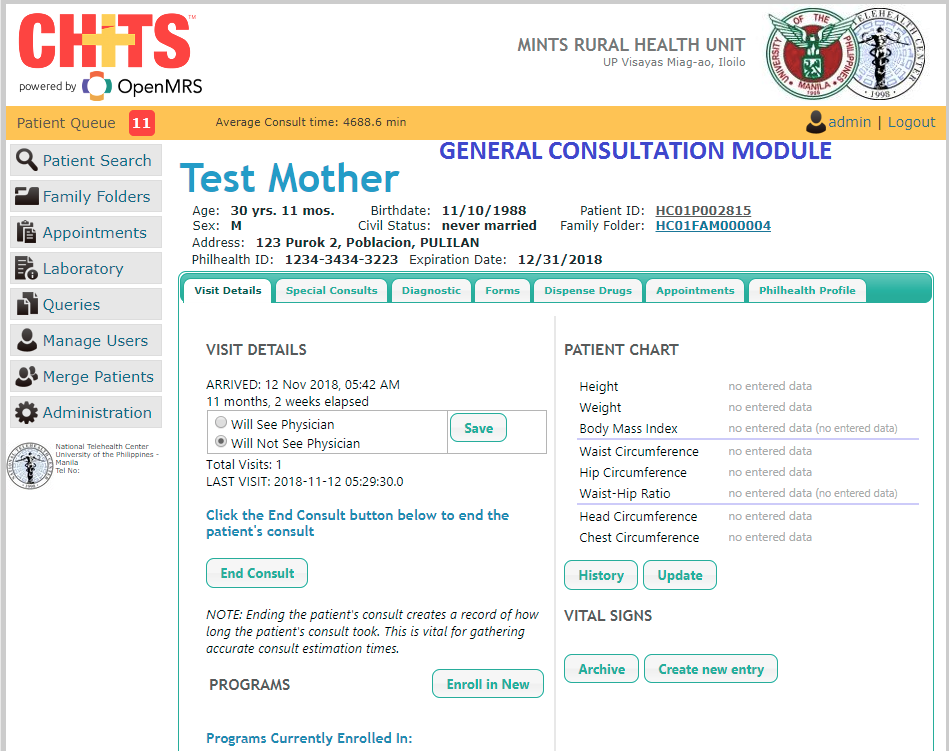 CHITS™
powered by OpenMRS
MINTS RURAL HEALTH UNIT
UP Visayas Miag-ao, Iloilo
UNIVERSITY OF THE PHILIPPINES MANILA 1908
TELEHEALTH CENTER • 1998 •
Patient Queue 11
Average Consult time: 4688.6 min
admin | Logout
GENERAL CONSULTATION MODULE
Patient Search
Family Folders
Appointments
Laboratory
Queries
Manage Users
Merge Patients
Administration
National Telehealth Center
University of the Philippines -
Manila
Tel No:
Test Mother
Age: 30 yrs. 11 mos. Birthdate: 11/10/1988 Patient ID: HC01P002815
Sex: M Civil Status: never married Family Folder: HC01FAM000004
Address: 123 Purok 2, Poblacion, PULILAN
Philhealth ID: 1234-3434-3223 Expiration Date: 12/31/2018
Visit Details Special Consults Diagnostic Forms Dispense Drugs Appointments Philhealth Profile
VISIT DETAILS
ARRIVED: 12 Nov 2018, 05:42 AM
11 months, 2 weeks elapsed
Will See Physician
Will Not See Physician
Save
Total Visits: 1
LAST VISIT: 2018-11-12 05:29:30.0
Click the End Consult button below to end the
patient's consult
End Consult
NOTE: Ending the patient's consult creates a record of how
long the patient's consult took. This is vital for gathering
accurate consult estimation times.
PROGRAMS
Enroll in New
Programs Currently Enrolled In:
PATIENT CHART
Height no entered data
Weight no entered data
Body Mass Index no entered data (no entered data)
Waist Circumference no entered data
Hip Circumference no entered data
Waist-Hip Ratio no entered data (no entered data)
Head Circumference no entered data
Chest Circumference no entered data
History Update
VITAL SIGNS
Archive Create new entry